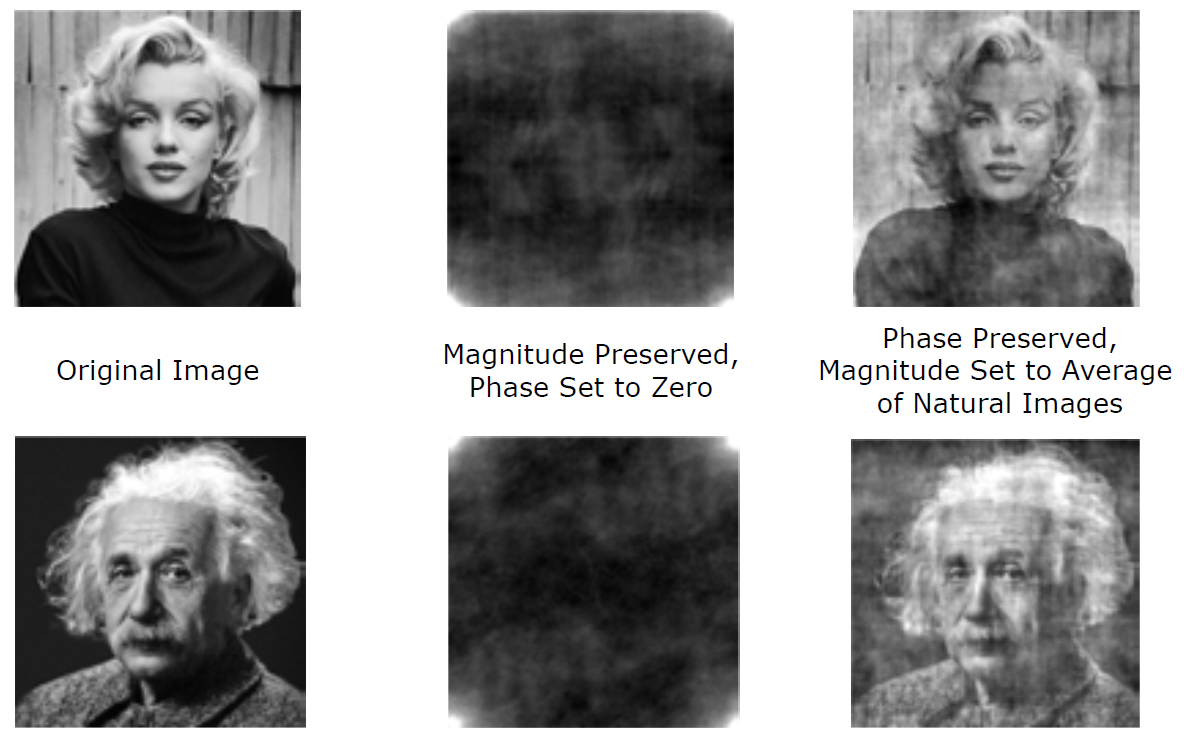 Original Image
Magnitude Preserved,
Phase Set to Zero
Phase Preserved,
Magnitude Set to Average
of Natural Images